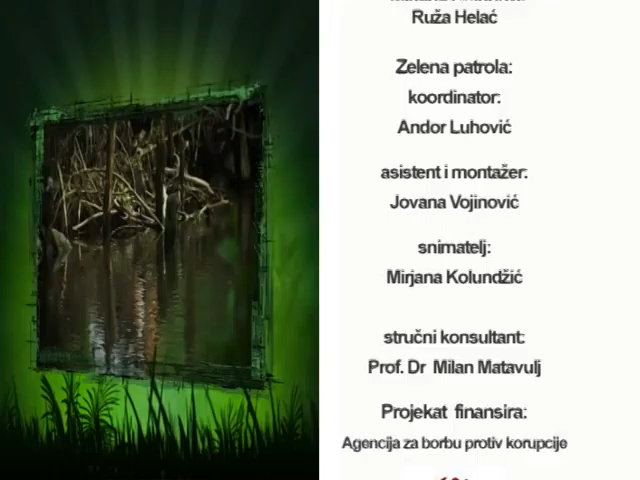 Ruža Helać
Zelena patrola:
koordinator:
Andor Luhović
asistent i montažer:
Jovana Vojinović
snimatelj:
Mirjana Kolundžić
stručni konsultant:
Prof. Dr Milan Matavulj
Projekat finansira:
Agencija za borbu protiv korupcije